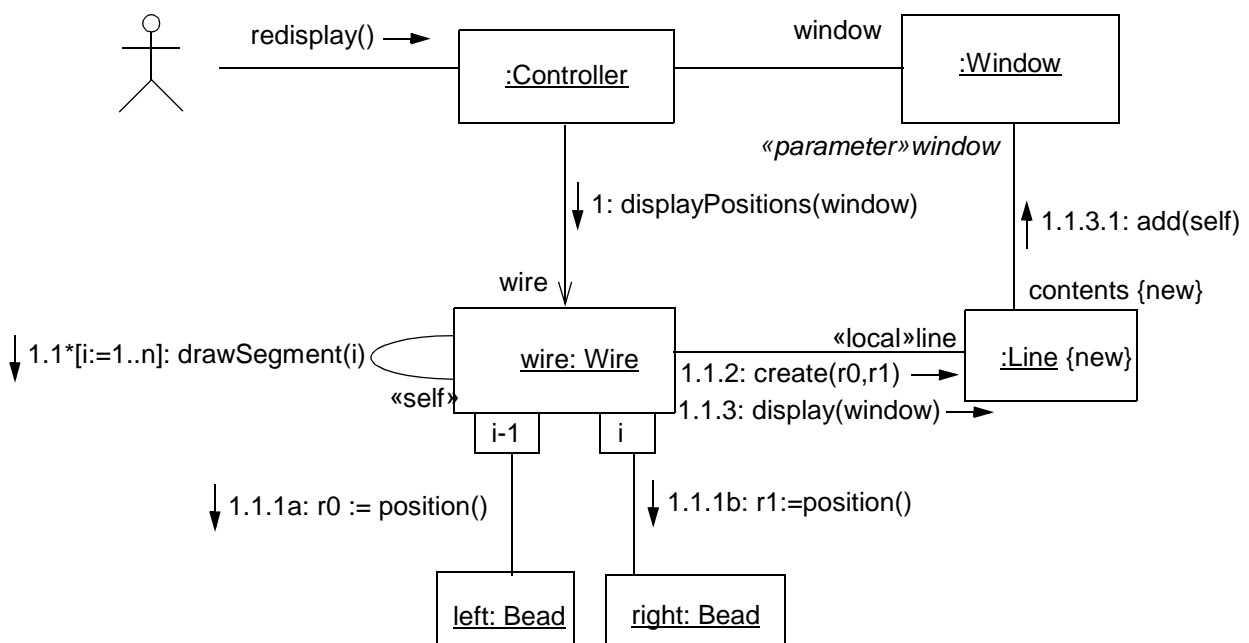 redisplay()
window
:Controller
:Window
«parameter»window
1: displayPositions(window)
1.1.3.1: add(self)
wire
contents {new}
1.1*[i:=1..n]: drawSegment(i)
wire: Wire
«local»line
:Line {new}
1.1.2: create(r0,r1)
«self»
1.1.3: display(window)
i-1
i
1.1.1a: r0 := position()
1.1.1b: r1:=position()
left: Bead
right: Bead